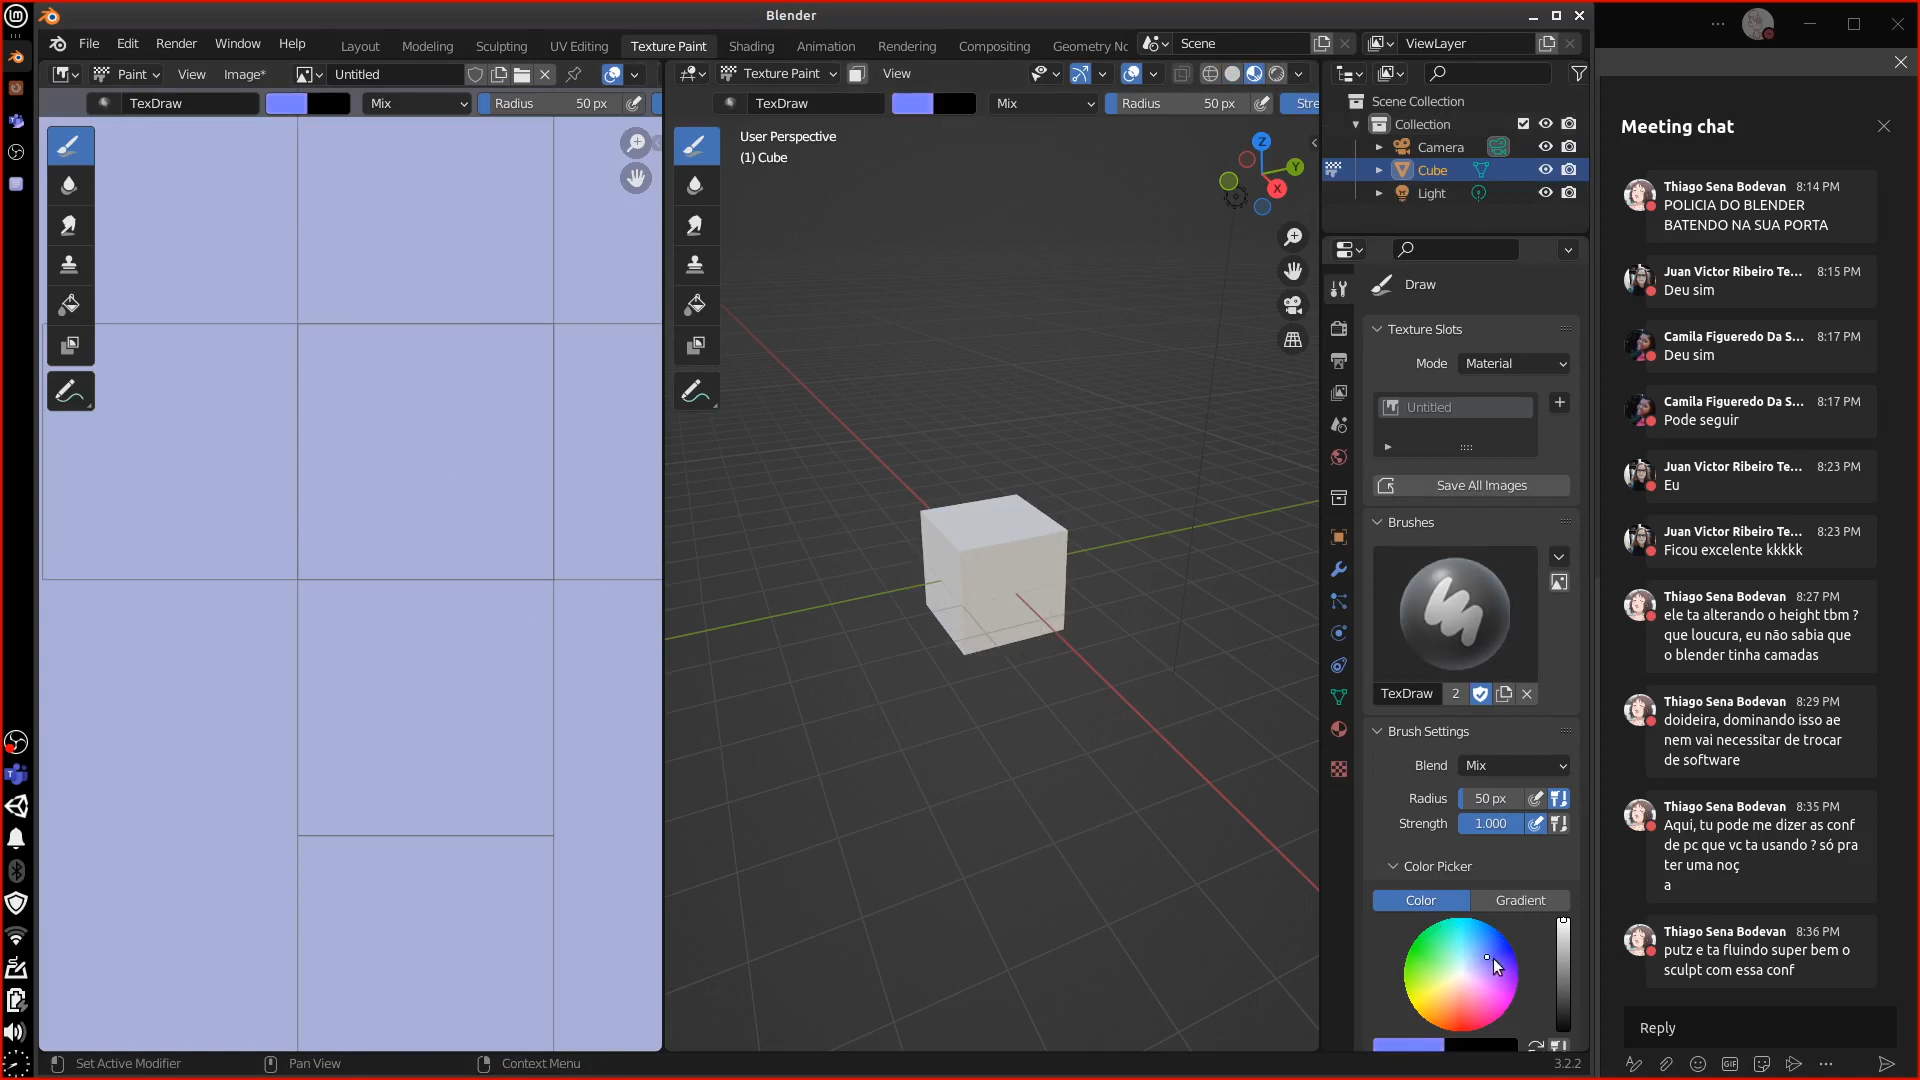 Blender
File Edit Render Window Help
Layout Modeling Sculpting UV Editing Texture Paint Shading Animation Rendering Compositing Geometry Nc
Scene
ViewLayer
Paint View Image* Untitled
Texture Paint View
TexDraw Mix Radius 50 px
TexDraw Mix Radius 50 px Stre
User Perspective
(1) Cube
Z
Y
X
Scene Collection
Collection
Camera
Cube
Light
Draw
Texture Slots
Mode Material
Untitled
Save All Images
Brushes
TexDraw 2
Brush Settings
Blend Mix
Radius 50 px
Strength 1.000
Color Picker
Color Gradient
Set Active Modifier Pan View Context Menu 3.2.2
Meeting chat
Thiago Sena Bodevan 8:14 PM
POLICIA DO BLENDER
BATENDO NA SUA PORTA
Juan Victor Ribeiro Te... 8:15 PM
Deu sim
Camila Figueredo Da S... 8:17 PM
Deu sim
Camila Figueredo Da S... 8:17 PM
Pode seguir
Juan Victor Ribeiro Te... 8:23 PM
Eu
Juan Victor Ribeiro Te... 8:23 PM
Ficou excelente kkkkk
Thiago Sena Bodevan 8:27 PM
ele ta alterando o height tbm ?
que loucura, eu não sabia que
o blender tinha camadas
Thiago Sena Bodevan 8:29 PM
doideira, dominando isso ae
nem vai necessitar de trocar
de software
Thiago Sena Bodevan 8:35 PM
Aqui, tu pode me dizer as conf
de pc que vc ta usando ? só pra
ter uma noç
a
Thiago Sena Bodevan 8:36 PM
putz e ta fluindo super bem o
sculpt com essa conf
Reply
GIF